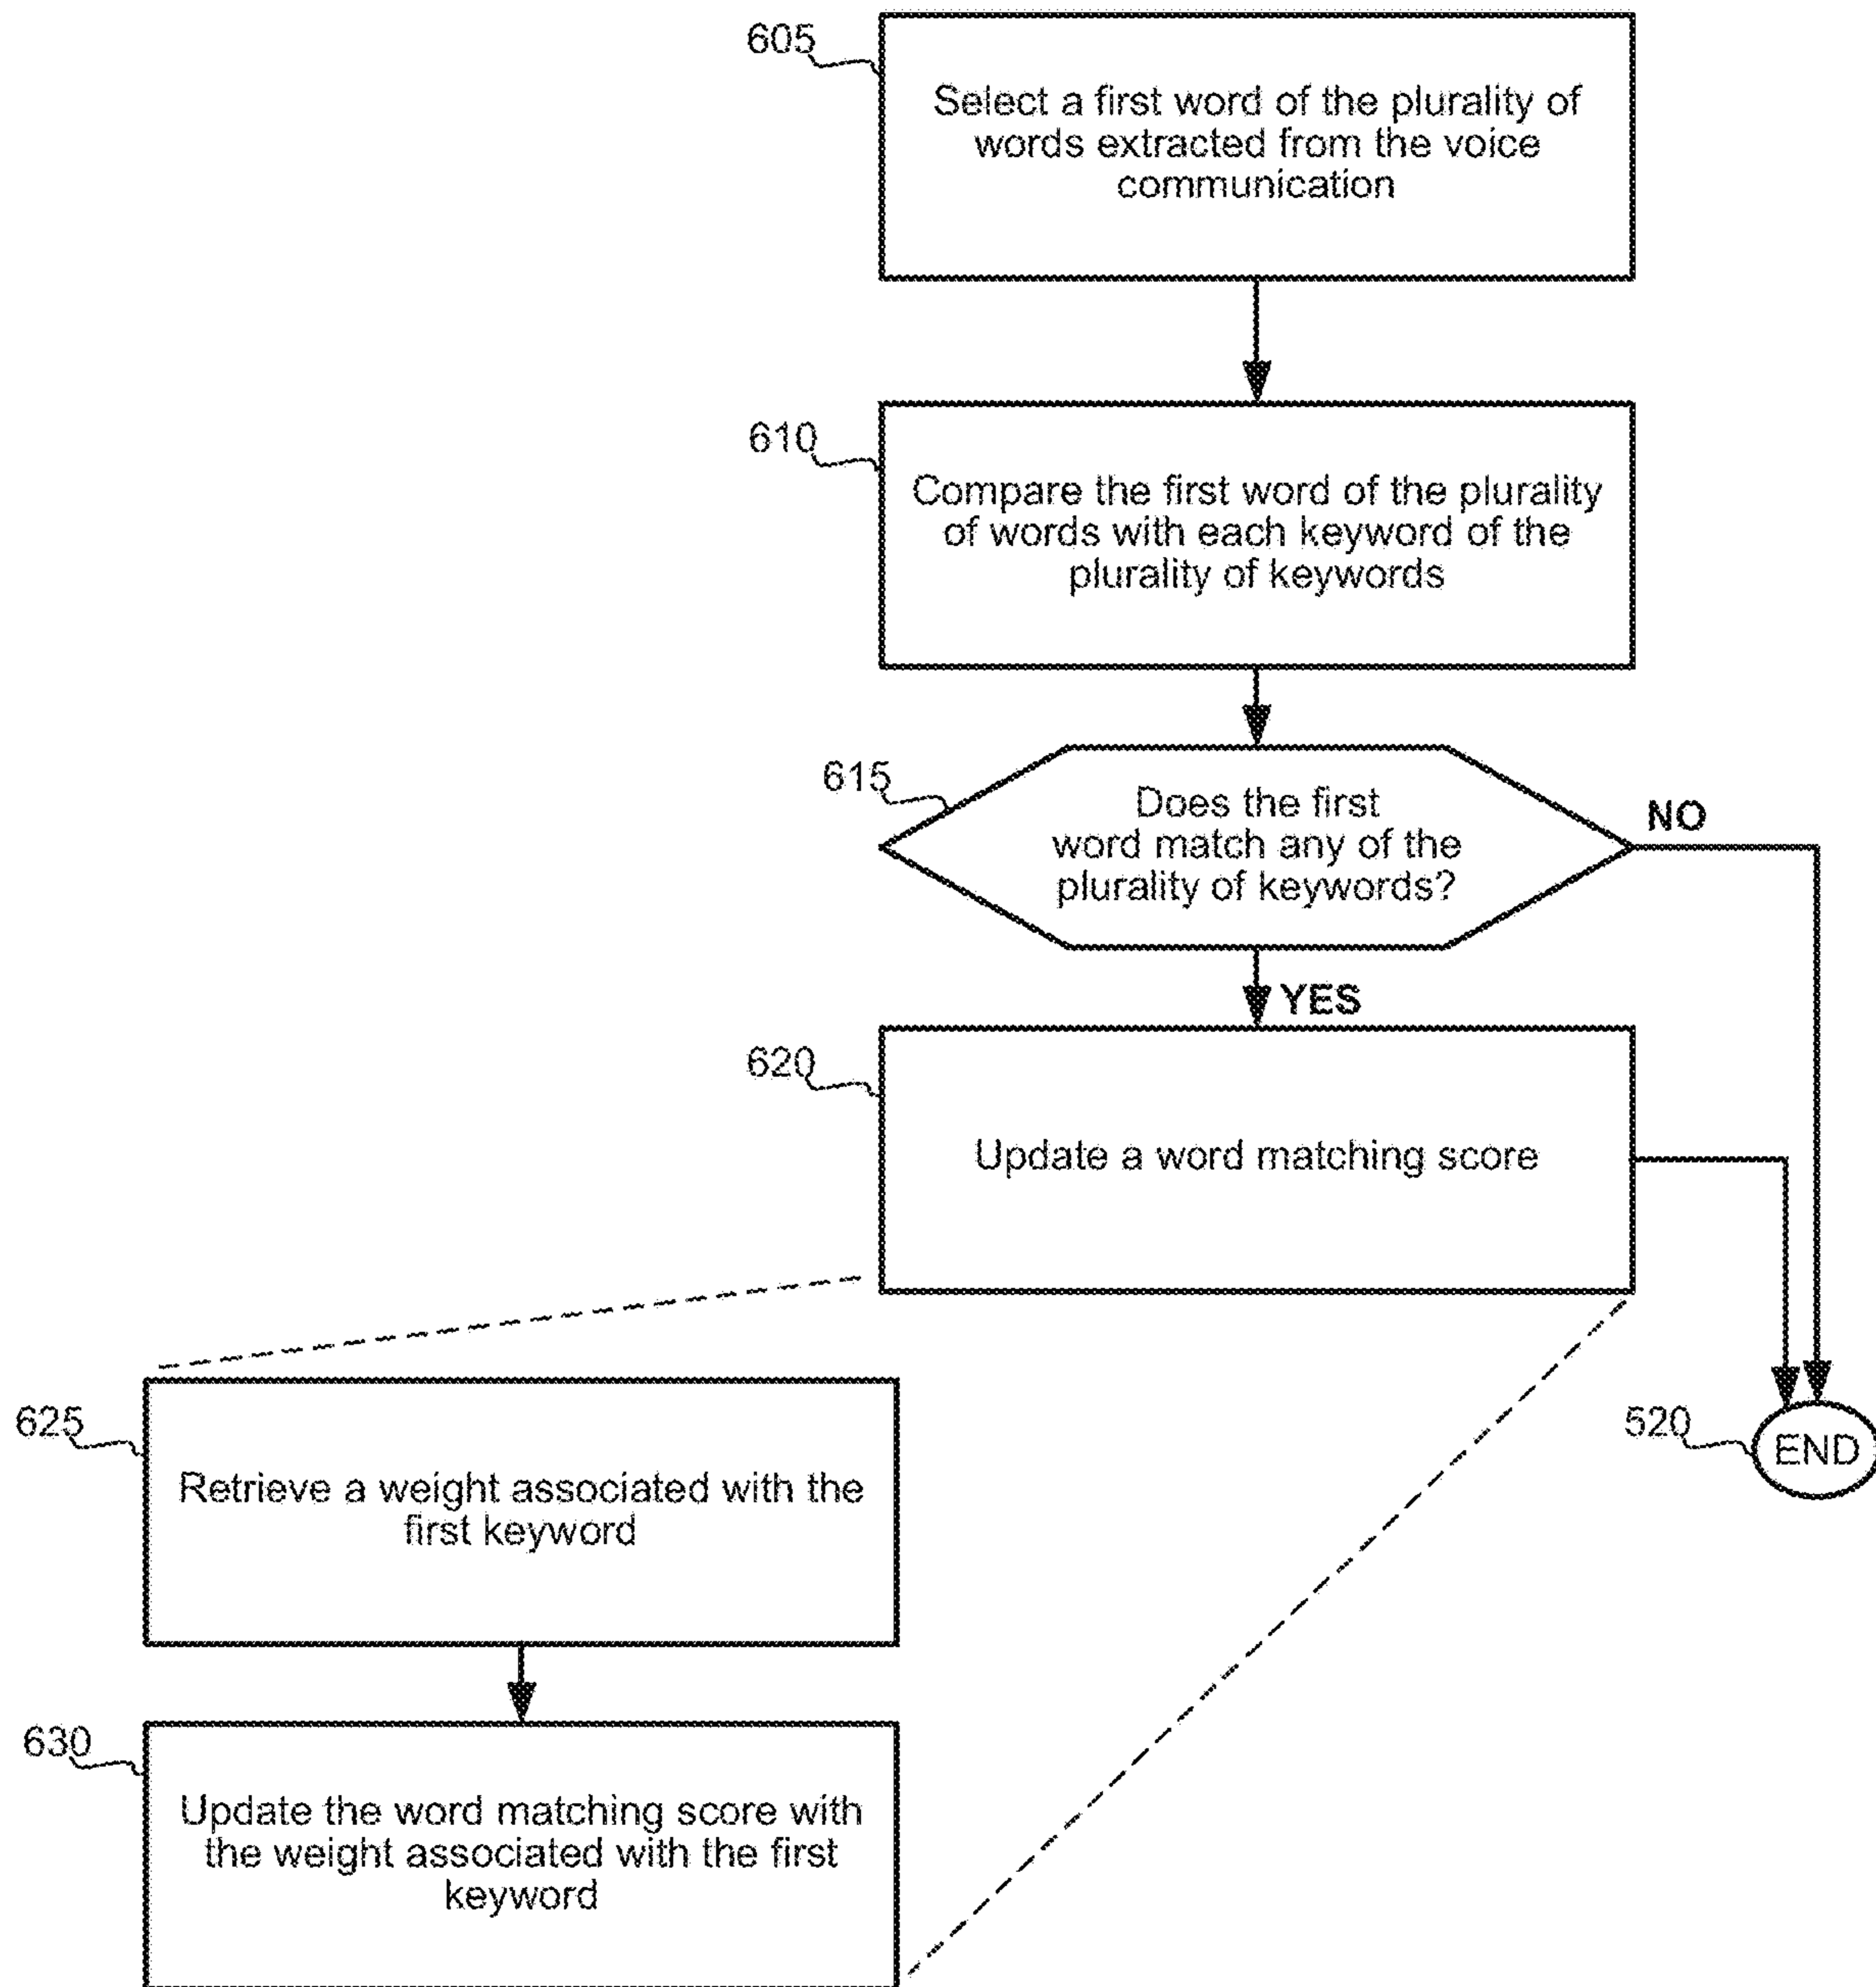 605
Select a first word of the plurality of
words extracted from the voice
communication
610
Compare the first word of the plurality
of words with each keyword of the
plurality of keywords
615
Does the first
word match any of the
plurality of keywords?
NO
YES
620
Update a word matching score
625
Retrieve a weight associated with the
first keyword
520
END
630
Update the word matching score with
the weight associated with the first
keyword